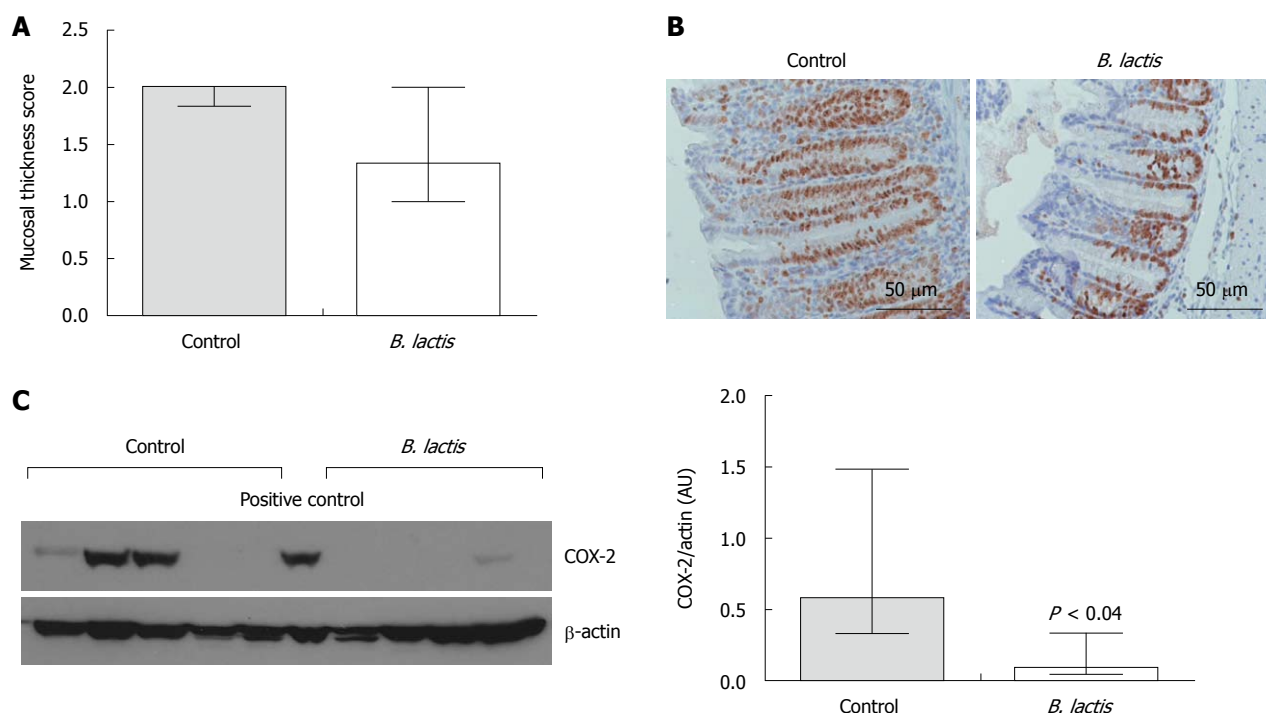 A
Mucosal thickness score
2.5
2.0
1.5
1.0
0.5
0.0
Control
B. lactis
B
Control
B. lactis
50 μm
50 μm
C
Control
B. lactis
Positive control
COX-2
β-actin
COX-2/actin (AU)
2.0
1.5
1.0
0.5
0.0
P < 0.04
Control
B. lactis